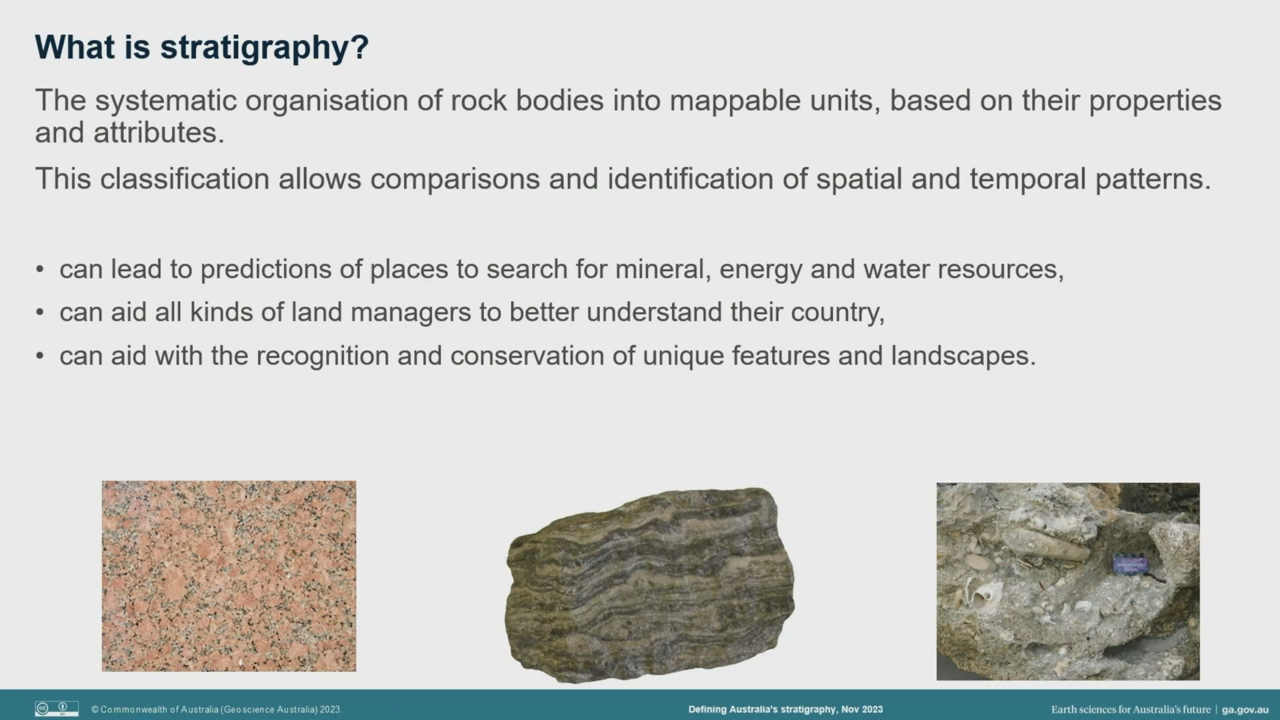 What is stratigraphy?
The systematic organisation of rock bodies into mappable units, based on their properties
and attributes.
This classification allows comparisons and identification of spatial and temporal patterns.
• can lead to predictions of places to search for mineral, energy and water resources,
• can aid all kinds of land managers to better understand their country,
• can aid with the recognition and conservation of unique features and landscapes.
© Commonwealth of Australia (Geoscience Australia) 2023.
Defining Australia's stratigraphy, Nov 2023
Earth sciences for Australia's future | ga.gov.au